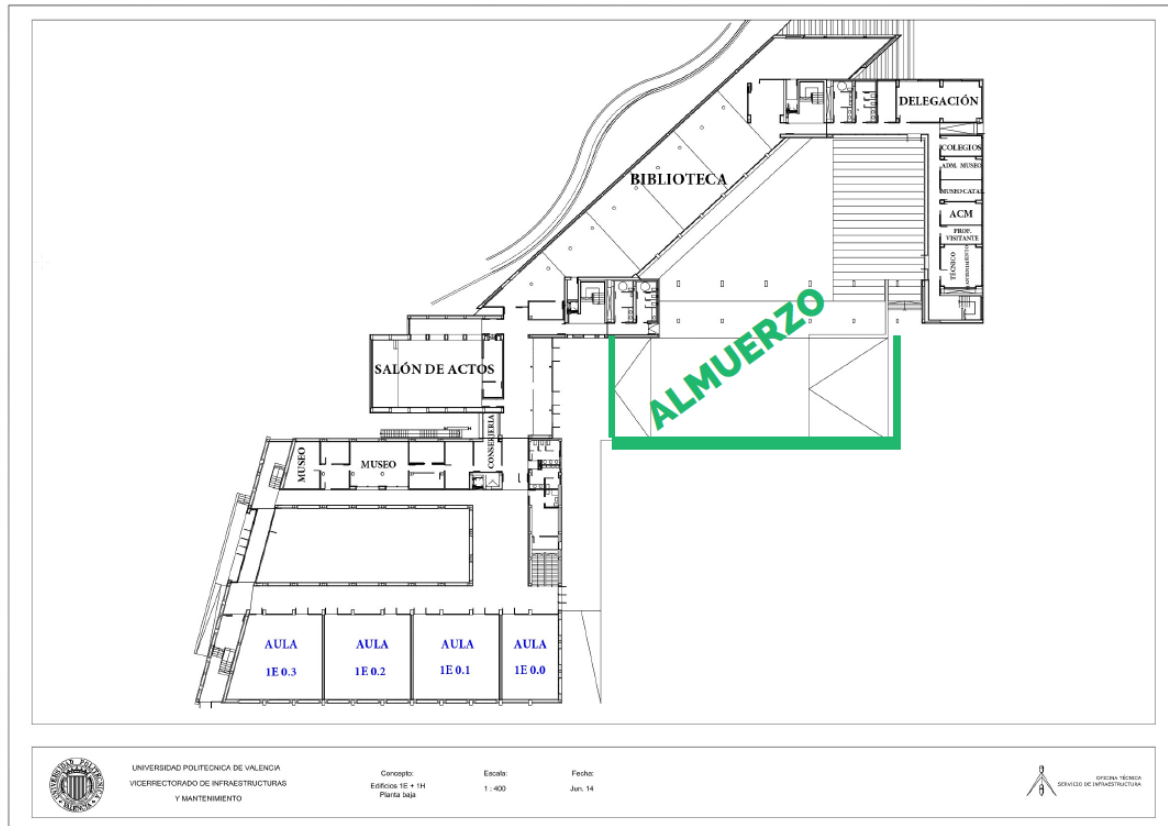 DELEGACIÓN
COLEGIOS
ADM. MUSEO
BIBLIOTECA
MUSEO CATAL
ACM
PROF.
VISITANTE
TÉCNICO
ALMUERZO
SALÓN DE ACTOS
CONSERJERIA
MUSEO
MUSEO
AULA
1E 0.3
AULA
1E 0.2
AULA
1E 0.1
AULA
1E 0.0
UNIVERSIDAD POLITECNICA DE VALENCIA
VICERRECTORADO DE INFRAESTRUCTURAS
Y MANTENIMIENTO
Concepto:
Edificios 1E + 1H
Planta baja
Escala:
1 : 400
Fecha:
Jun. 14
OFICINA TÉCNICA
SERVICIO DE INFRAESTRUCTURA